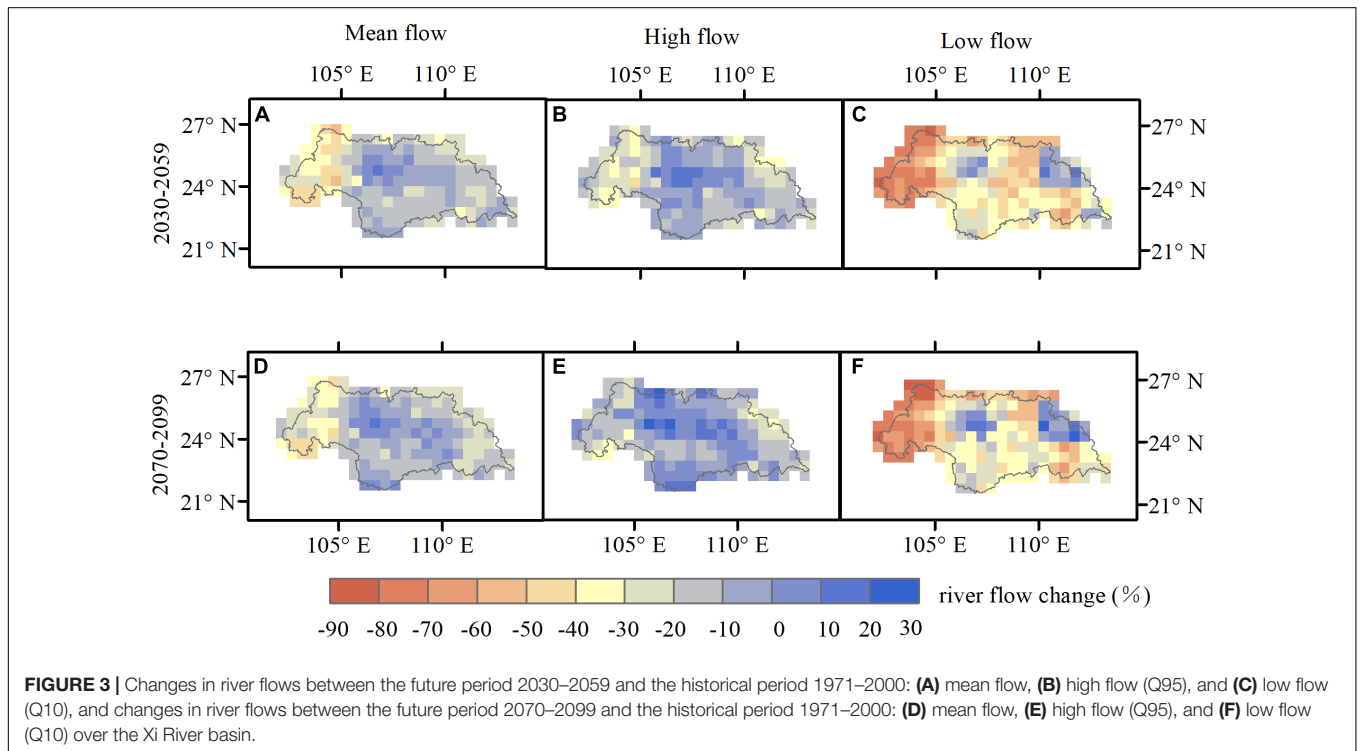 Mean flow
High flow
Low flow
105° E 110° E
105° E 110° E
105° E 110° E
2030-2059
27° N
24° N
21° N
A
B
C
27° N
24° N
21° N
2070-2099
27° N
24° N
21° N
D
E
F
27° N
24° N
21° N
105° E 110° E
105° E 110° E
105° E 110° E
river flow change (%)
-90 -80 -70 -60 -50 -40 -30 -20 -10 0 10 20 30
FIGURE 3 | Changes in river flows between the future period 2030–2059 and the historical period 1971–2000: (A) mean flow, (B) high flow (Q95), and (C) low flow
(Q10), and changes in river flows between the future period 2070–2099 and the historical period 1971–2000: (D) mean flow, (E) high flow (Q95), and (F) low flow
(Q10) over the Xi River basin.